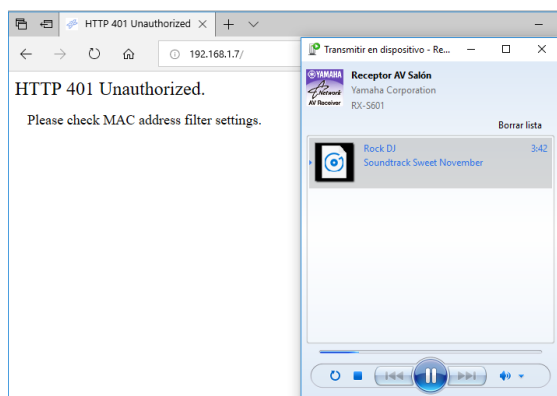 HTTP 401 Unauthorized
192.168.1.7/
HTTP 401 Unauthorized.
Please check MAC address filter settings.
Transmitir en dispositivo - Re...
YAMAHA
Network
AV Receiver
Receptor AV Salón
Yamaha Corporation
RX-S601
Borrar lista
Rock DJ 3:42
Soundtrack Sweet November